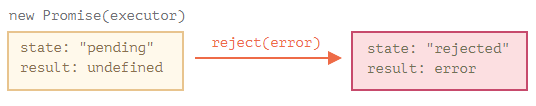 new Promise(executor)
state: "pending"
result: undefined
reject(error)
state: "rejected"
result: error